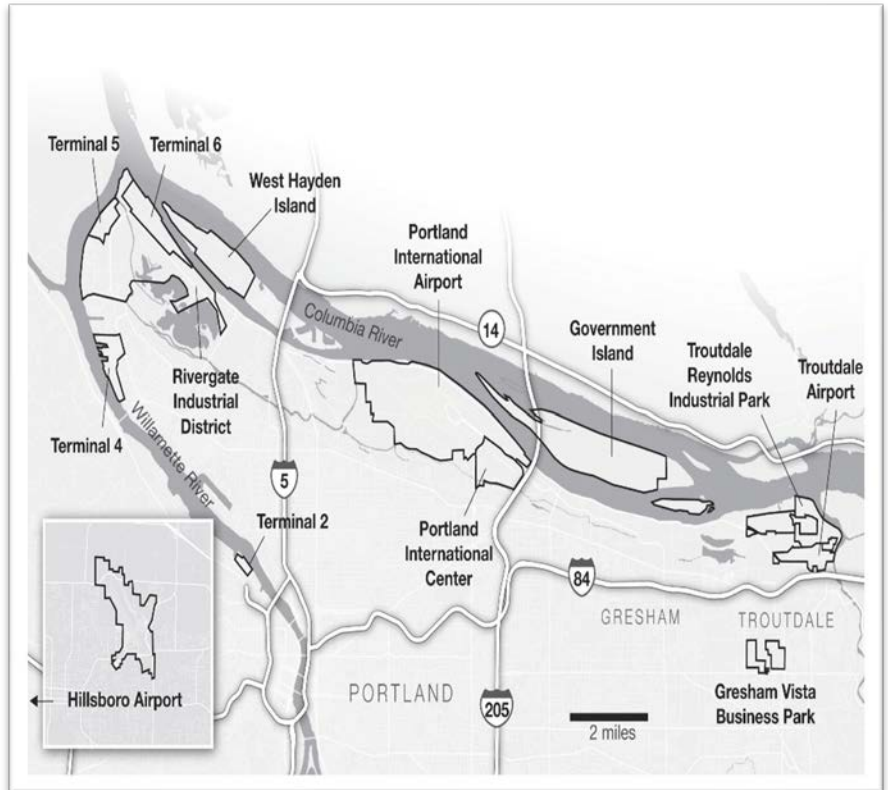 Terminal 5
Terminal 6
West Hayden
Island
Portland
International
Airport
Columbia River
14
Government
Island
Troutdale
Reynolds
Industrial Park
Troutdale
Airport
Rivergate
Industrial
District
Terminal 4
Willamette River
5
Terminal 2
Portland
International
Center
84
GRESHAM
TROUTDALE
Hillsboro Airport
PORTLAND
205
2 miles
Gresham Vista
Business Park